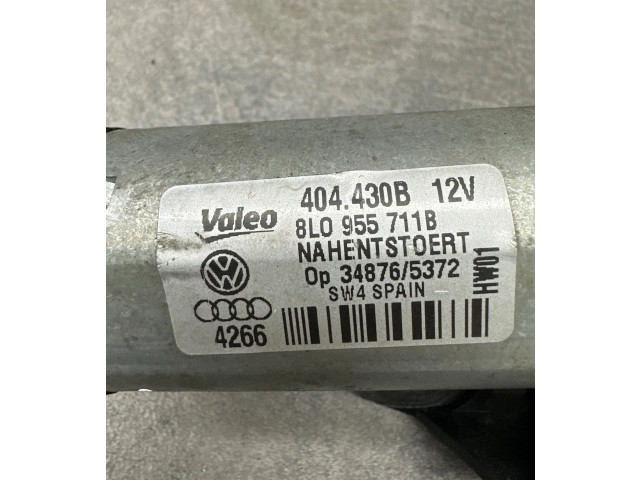 Valeo 404.430B 12V
8L0 955 711B
NAHENTSTOERT
Op 34876/5372
SW4 SPAIN
HW01
4266